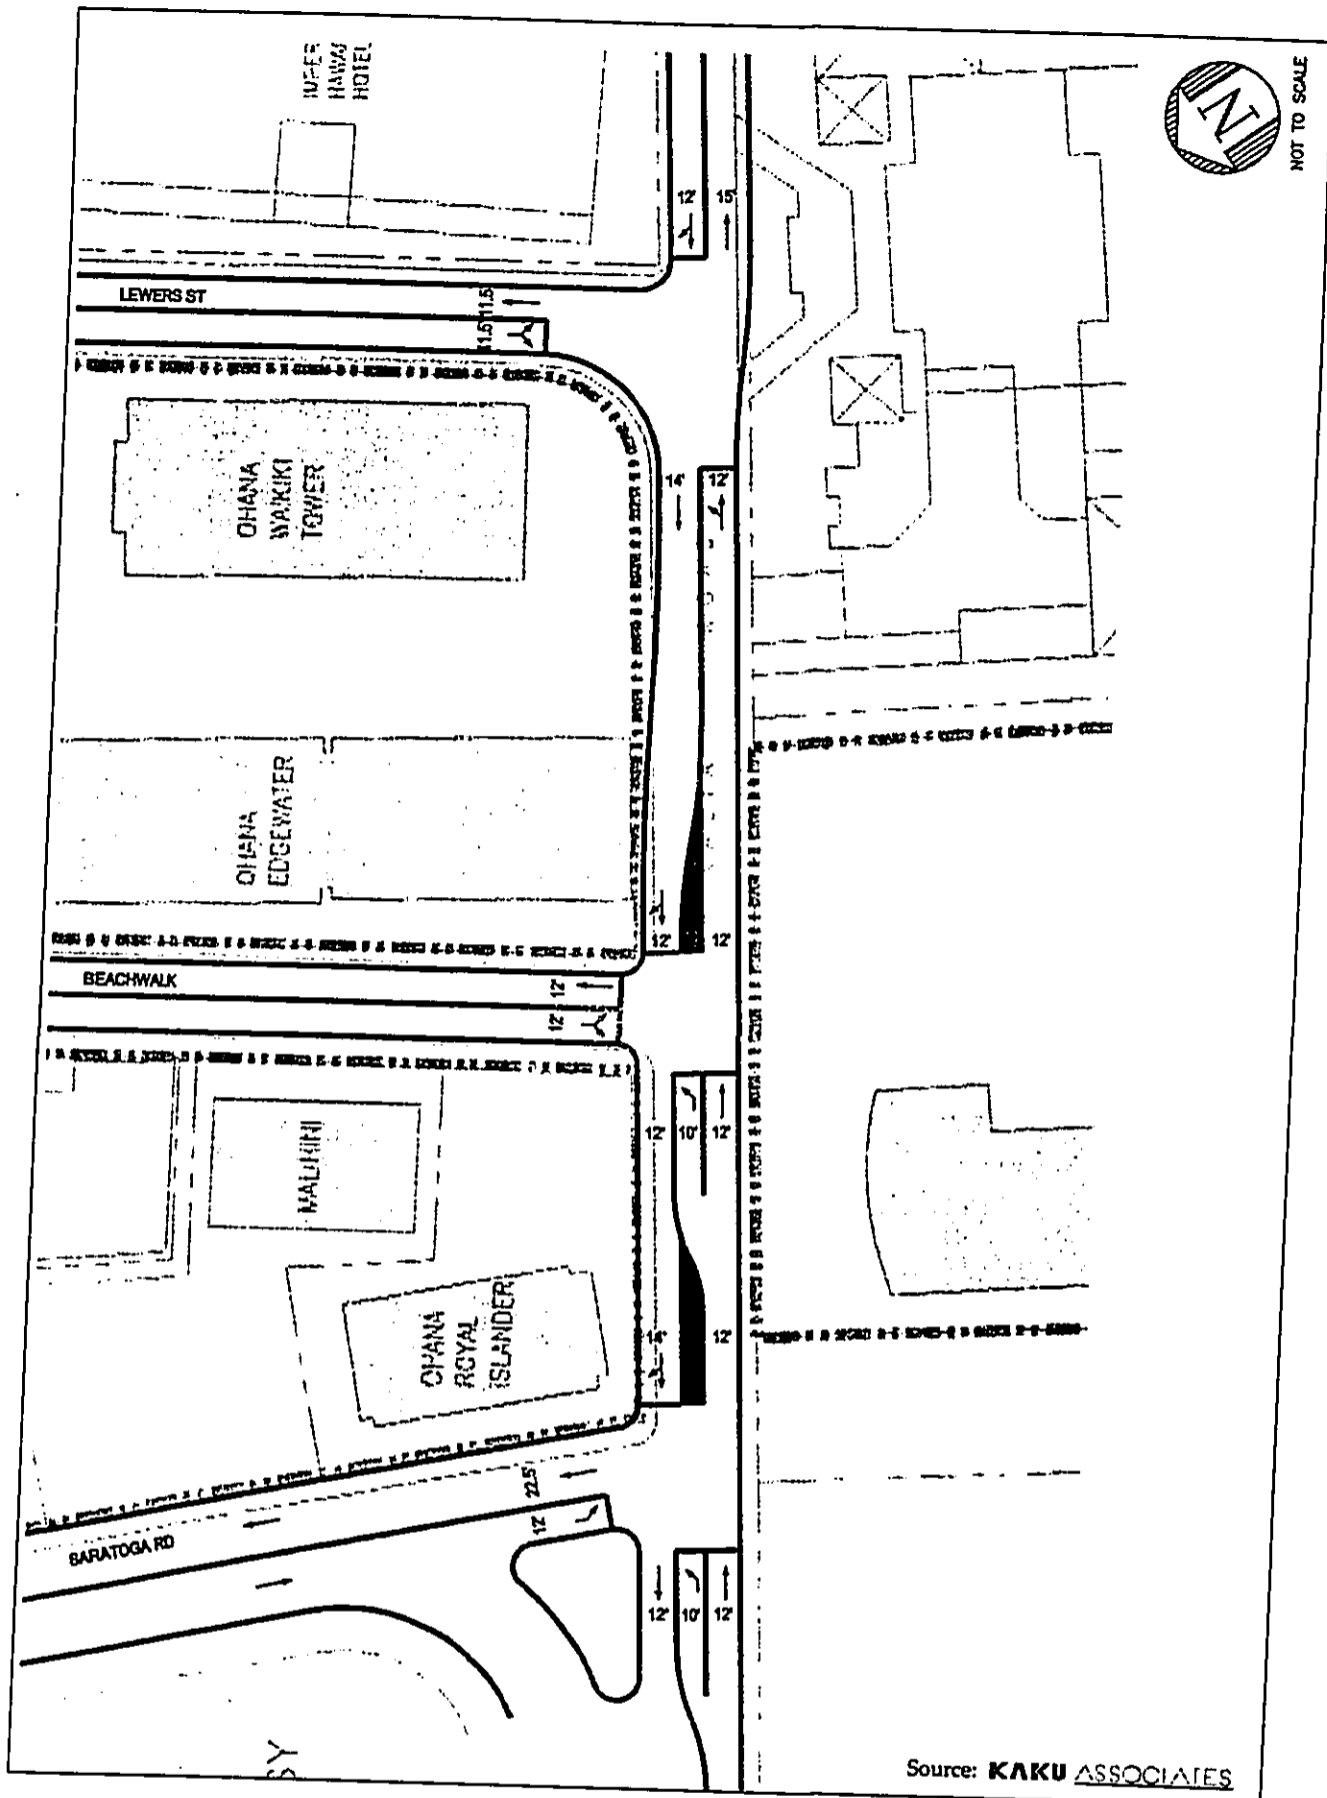 HOTEL
NOT TO SCALE
N
12'
15'
LEWERS ST
11.5'
11.5'
OHANA
WAIKIKI
TOWER
14'
12'
OHANA
EDGEWATER
12'
12'
BEACHWALK
12'
12'
MALIHINI
12'
10'
12'
OHANA
ROYAL
ISLANDER
14'
12'
22.5'
12'
SARATOGA RD
12'
10'
12'
SY
Source: KAKU ASSOCIATES